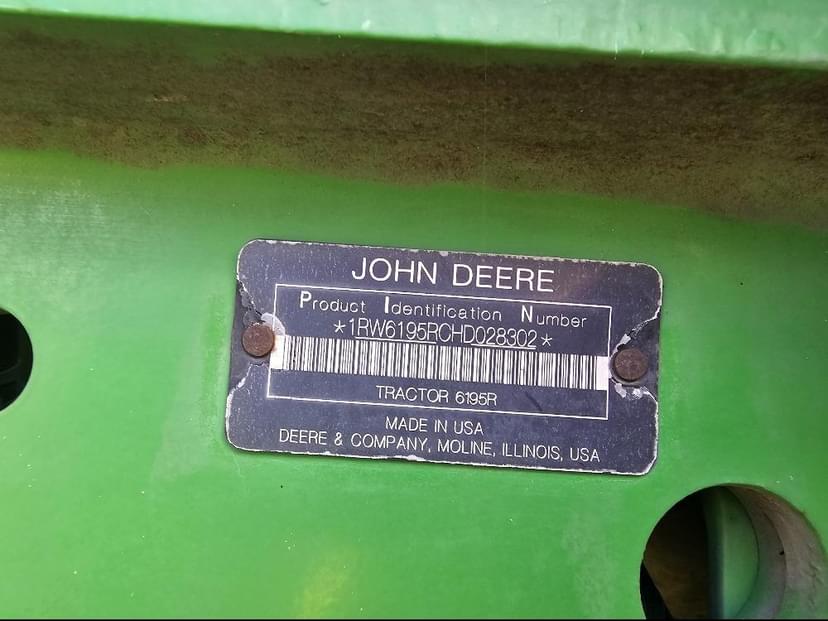 JOHN DEERE
Product Identification Number
*1RW6195RCHD028302*
TRACTOR 6195R
MADE IN USA
DEERE & COMPANY, MOLINE, ILLINOIS, USA